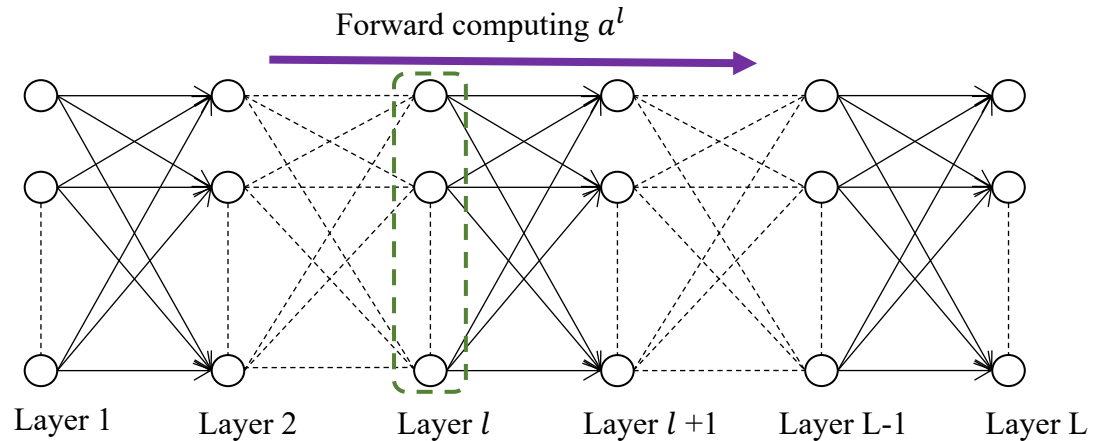 Forward computing a^l
Layer 1
Layer 2
Layer l
Layer l +1
Layer L-1
Layer L